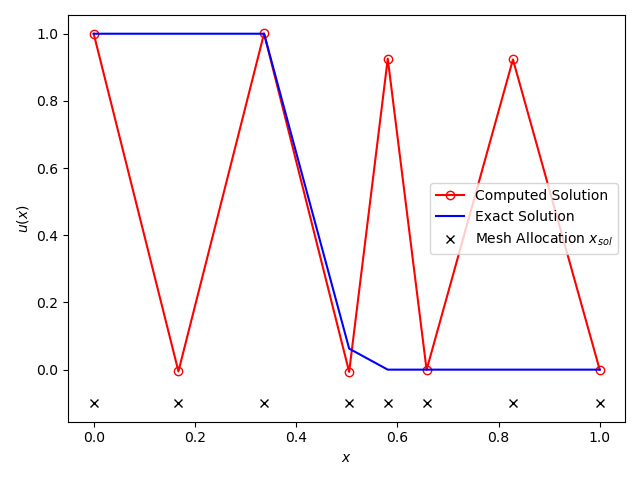 1.0
0.8
0.6
0.4
0.2
0.0
u(x)
Computed Solution
Exact Solution
Mesh Allocation x_sol
0.0 0.2 0.4 0.6 0.8 1.0
x